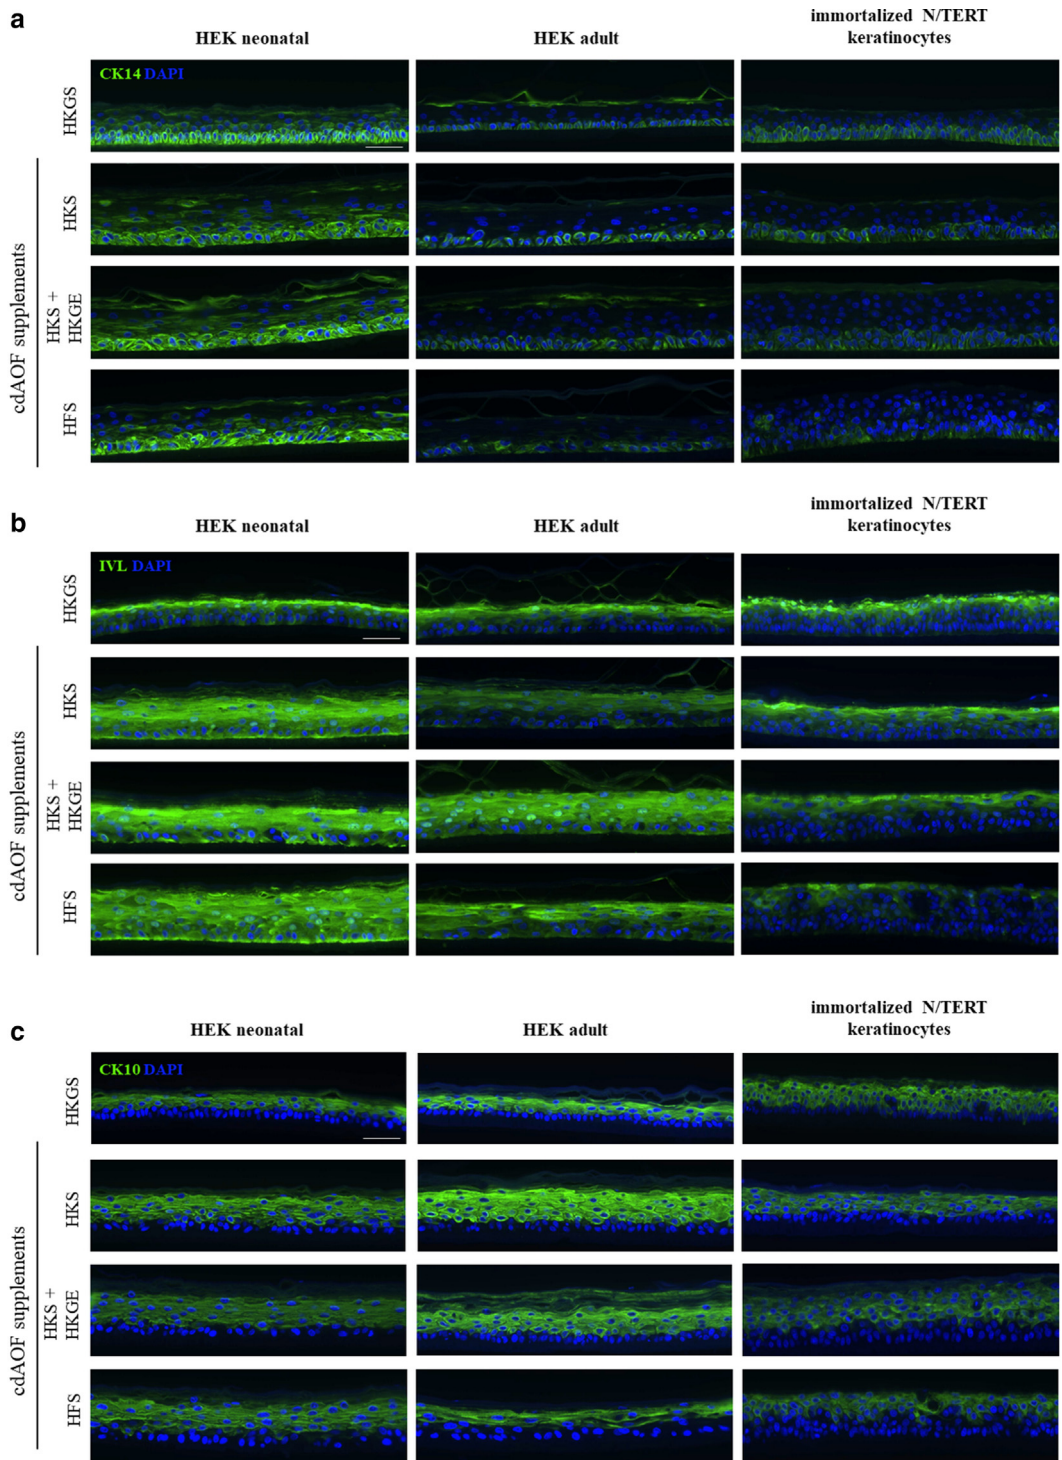 a
HEK neonatal
HEK adult
immortalized N/TERT
keratinocytes
CK14 DAPI
HKGS
HKS
HKS +
HKGE
HFS
cdAOF supplements
b
HEK neonatal
HEK adult
immortalized N/TERT
keratinocytes
IVL DAPI
HKGS
HKS
HKS +
HKGE
HFS
cdAOF supplements
c
HEK neonatal
HEK adult
immortalized N/TERT
keratinocytes
CK10 DAPI
HKGS
HKS
HKS +
HKGE
HFS
cdAOF supplements